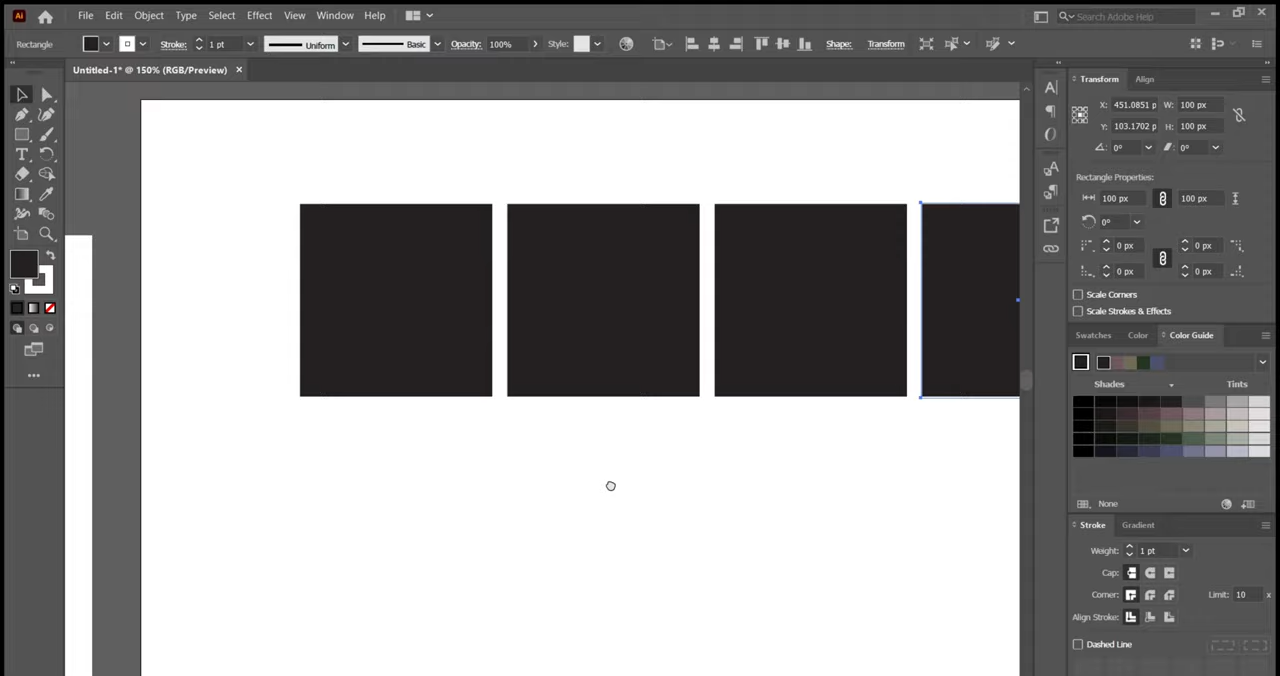 Ai File Edit Object Type Select Effect View Window Help Search Adobe Help
Rectangle Stroke: 1 pt Uniform Basic Opacity: 100% Style: Shape: Transform
Untitled-1* @ 150% (RGB/Preview) ×
Transform Align
X: 451.0851 p W: 100 px
Y: 103.1702 p H: 100 px
0° 0°
Rectangle Properties:
100 px 100 px
0°
0 px 0 px
0 px 0 px
Scale Corners
Scale Strokes & Effects
Swatches Color Color Guide
Shades Tints
None
Stroke Gradient
Weight: 1 pt
Cap:
Corner: Limit: 10 x
Align Stroke:
Dashed Line